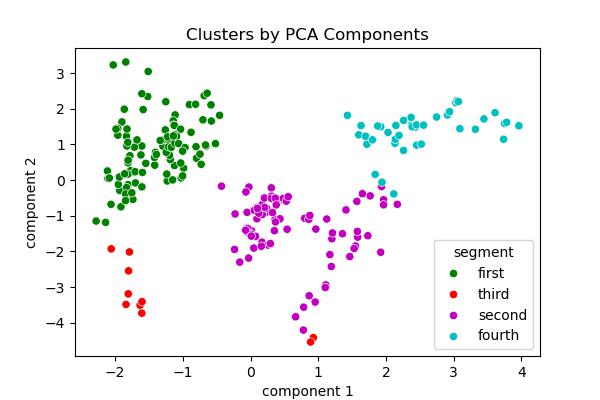 Clusters by PCA Components
component 2
3
2
1
0
−1
−2
−3
−4
−2
−1
0
1
2
3
4
component 1
segment
first
third
second
fourth